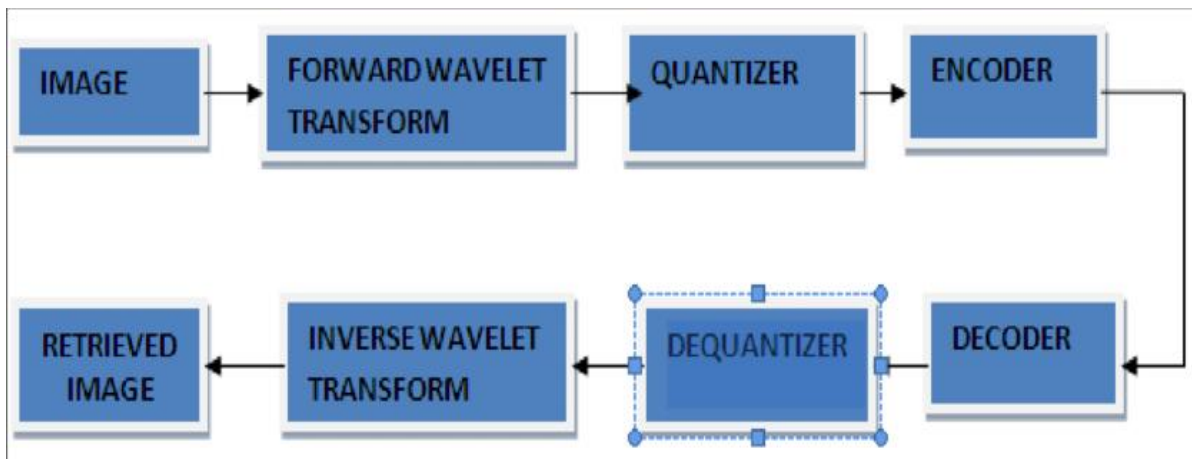 IMAGE
FORWARD WAVELET
TRANSFORM
QUANTIZER
ENCODER
DECODER
DEQUANTIZER
INVERSE WAVELET
TRANSFORM
RETRIEVED
IMAGE